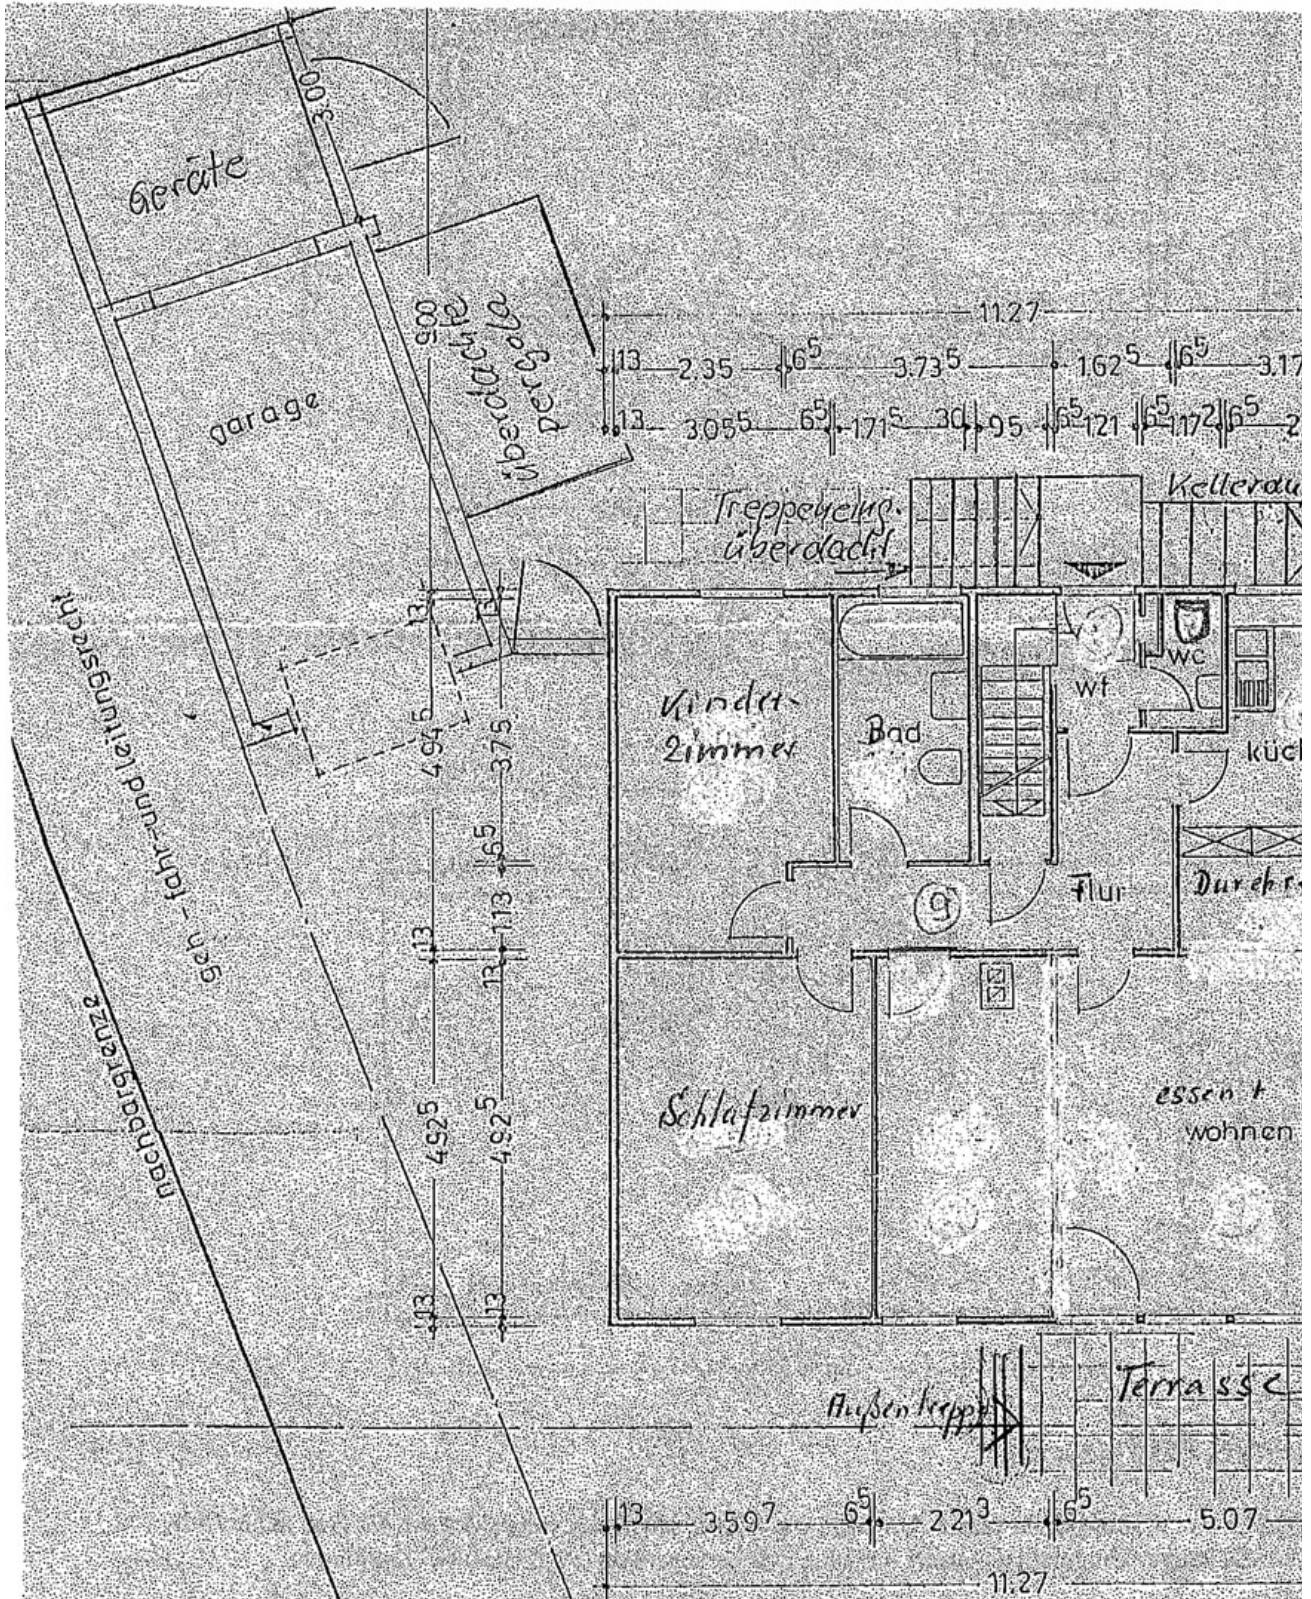 3.00
Geräte
9.00
überdachte
pergola
garage
11.27
13 2.35 6⁵ 3.73⁵ 1.62⁵ 6⁵ 3.17
13 3.05⁵ 6⁵ 1.71⁵ 30 95 6⁵ 1.21 6⁵ 1.17² 6⁵ 2
überdacht
13
4.94⁵
13
3.75
6⁵
1.13
13
13
4.92⁵
4.92⁵
13
13
geh- fahr-und leitungsrecht
nachbargrenze
Kinder-
zimmer
Bad
wf
wc
küch
Flur
g
Durchr.
Schlafzimmer
essen +
wohnen
Außentreppe
Terrasse
13 3.59⁷ 6⁵ 2.21³ 6⁵ 5.07
11.27